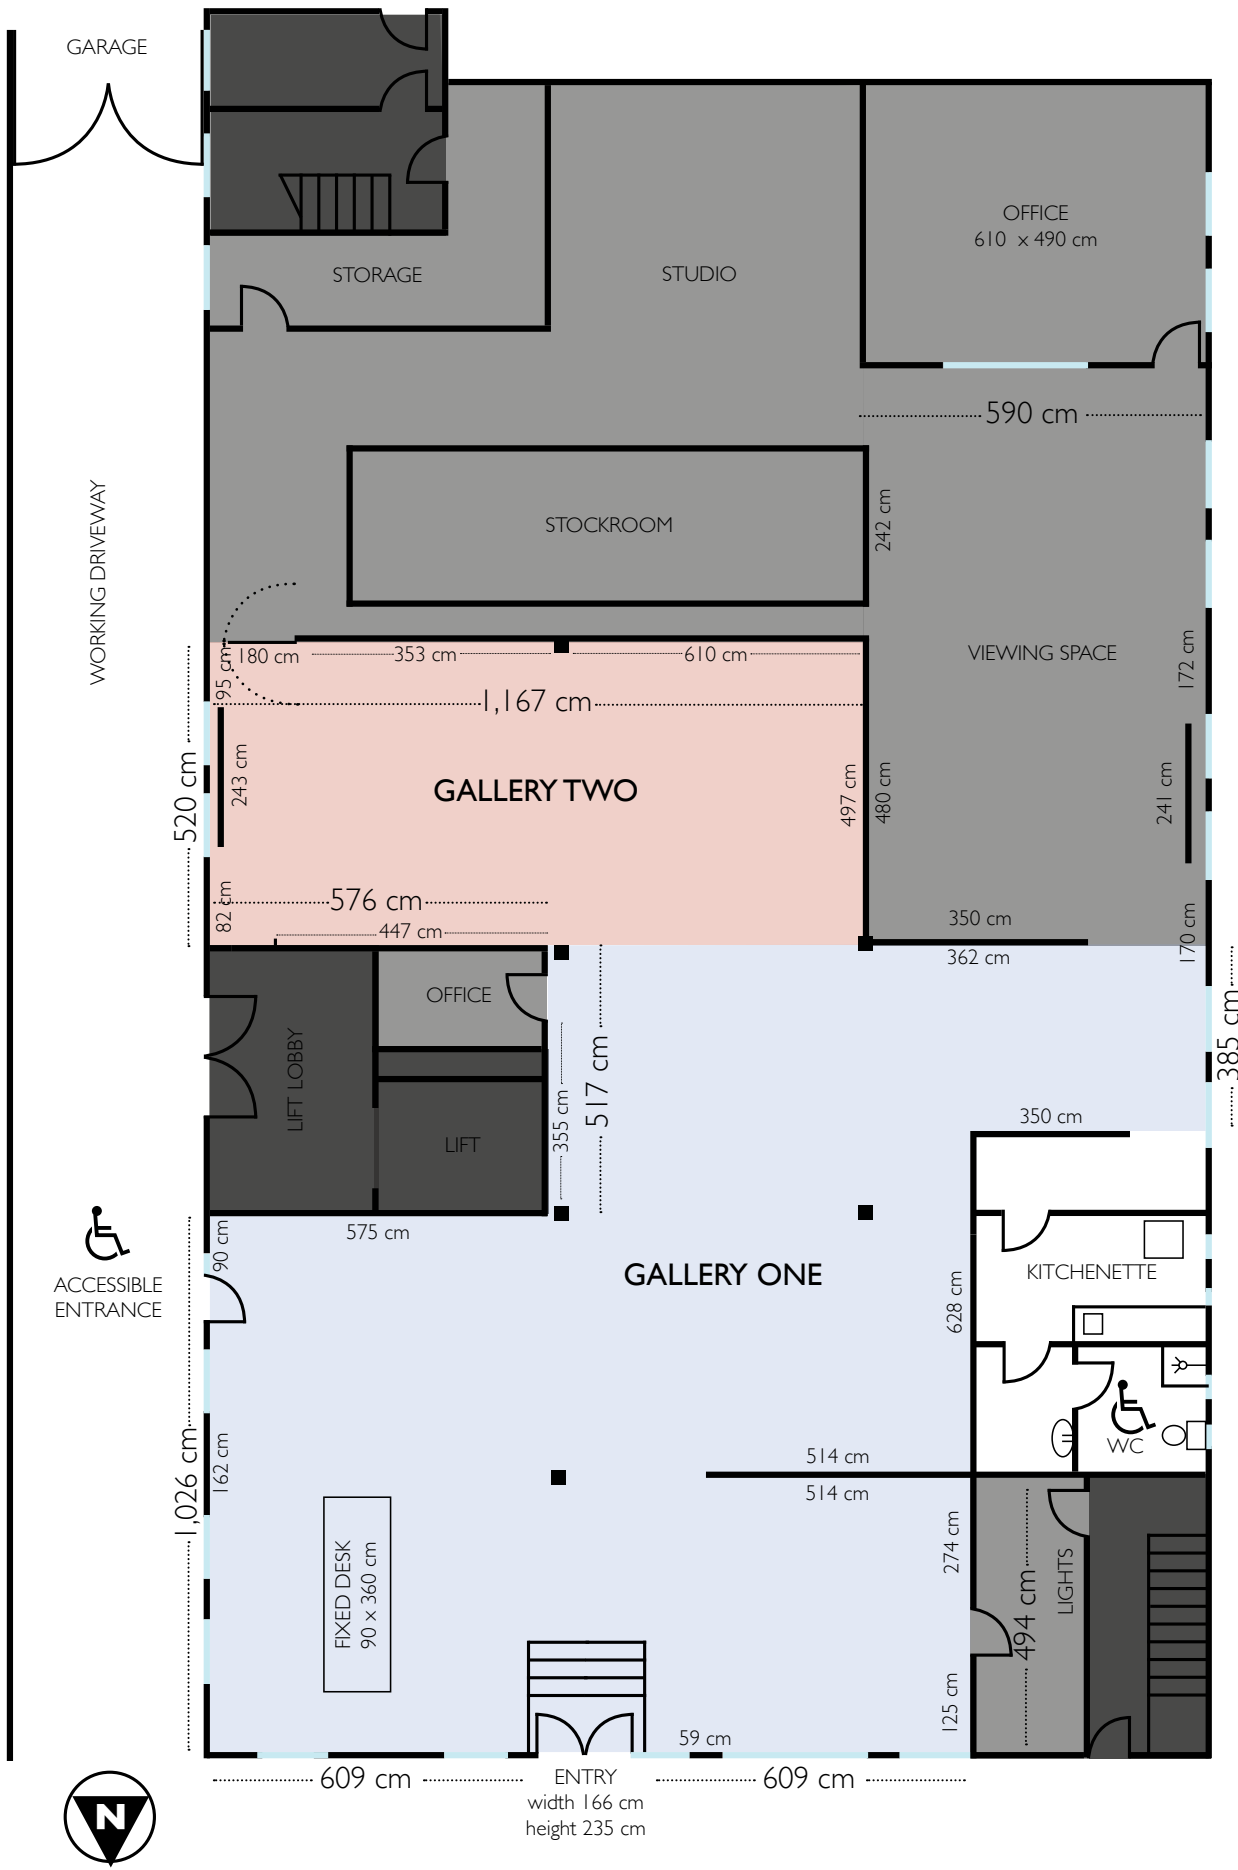 GARAGE
OFFICE
610 x 490 cm
STORAGE
STUDIO
590 cm
STOCKROOM
242 cm
WORKING DRIVEWAY
180 cm
353 cm
610 cm
VIEWING SPACE
172 cm
95 cm
1,167 cm
520 cm
243 cm
GALLERY TWO
497 cm
480 cm
241 cm
82 cm
576 cm
447 cm
350 cm
362 cm
170 cm
OFFICE
LIFT LOBBY
517 cm
385 cm
355 cm
350 cm
LIFT
575 cm
90 cm
ACCESSIBLE
ENTRANCE
GALLERY ONE
628 cm
KITCHENETTE
WC
514 cm
514 cm
1,026 cm
162 cm
274 cm
FIXED DESK
90 x 360 cm
494 cm
LIGHTS
125 cm
59 cm
609 cm
ENTRY
width 166 cm
height 235 cm
609 cm
N